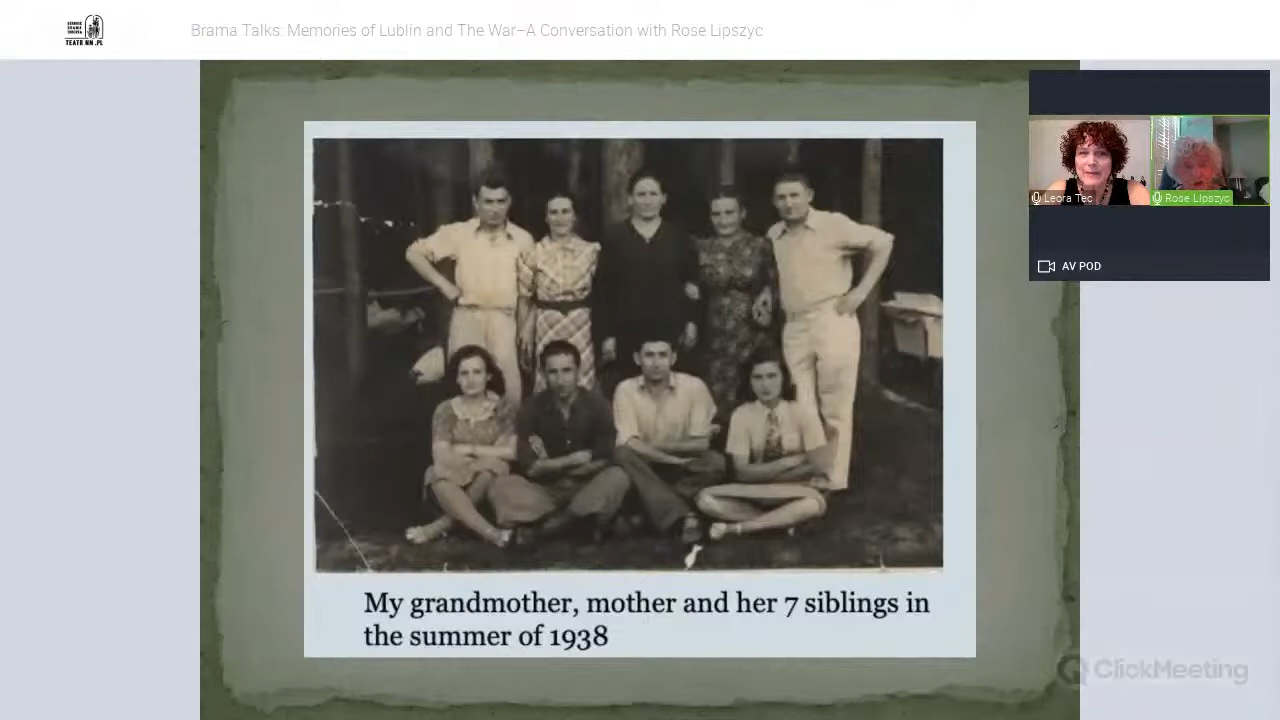 TEATR NN .PL
Brama Talks: Memories of Lublin and The War–A Conversation with Rose Lipszyc
Leora Tec
Rose Lipszyc
AV POD
My grandmother, mother and her 7 siblings in
the summer of 1938
ClickMeeting